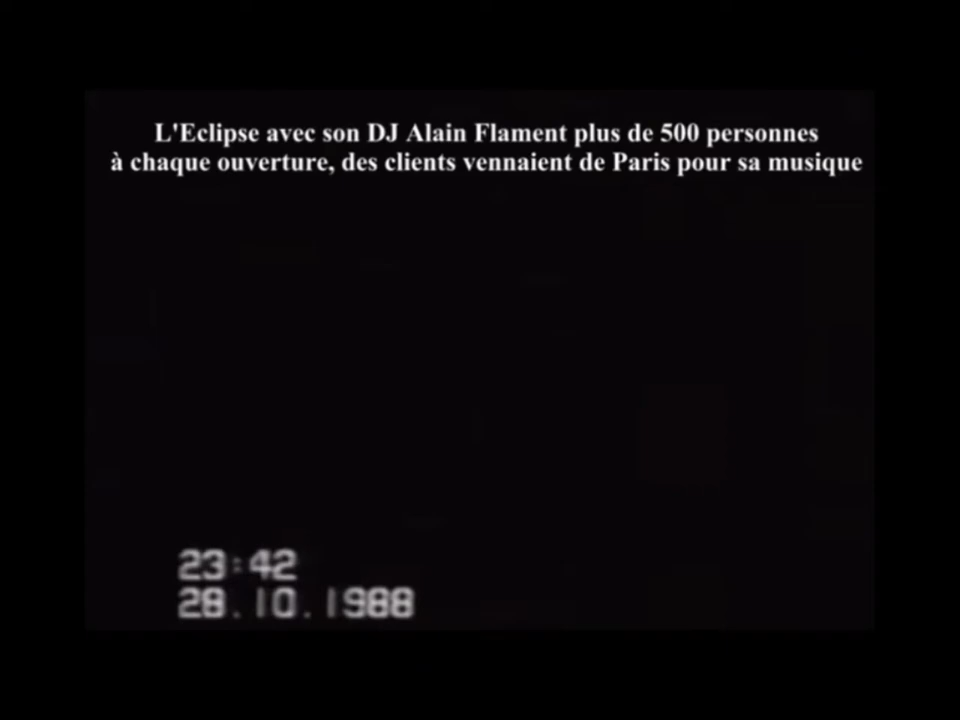 L'Eclipse avec son DJ Alain Flament plus de 500 personnes
à chaque ouverture, des clients vennaient de Paris pour sa musique
23:42
28.10.1988